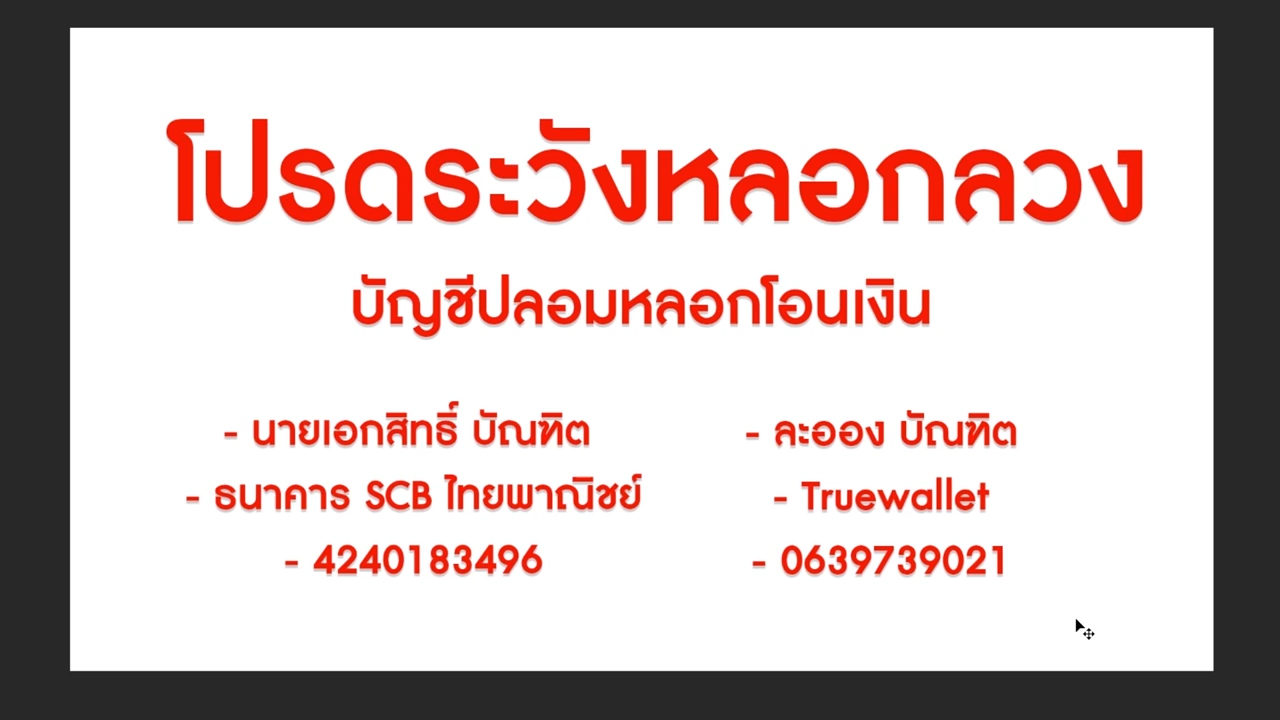 โปรดระวังหลอกลวง
บัญชีปลอมหลอกโอนเงิน
- นายเอกสิทธิ์ บัณฑิต
- ธนาคาร SCB ไทยพาณิชย์
- 4240183496
- ละออง บัณฑิต
- Truewallet
- 0639739021